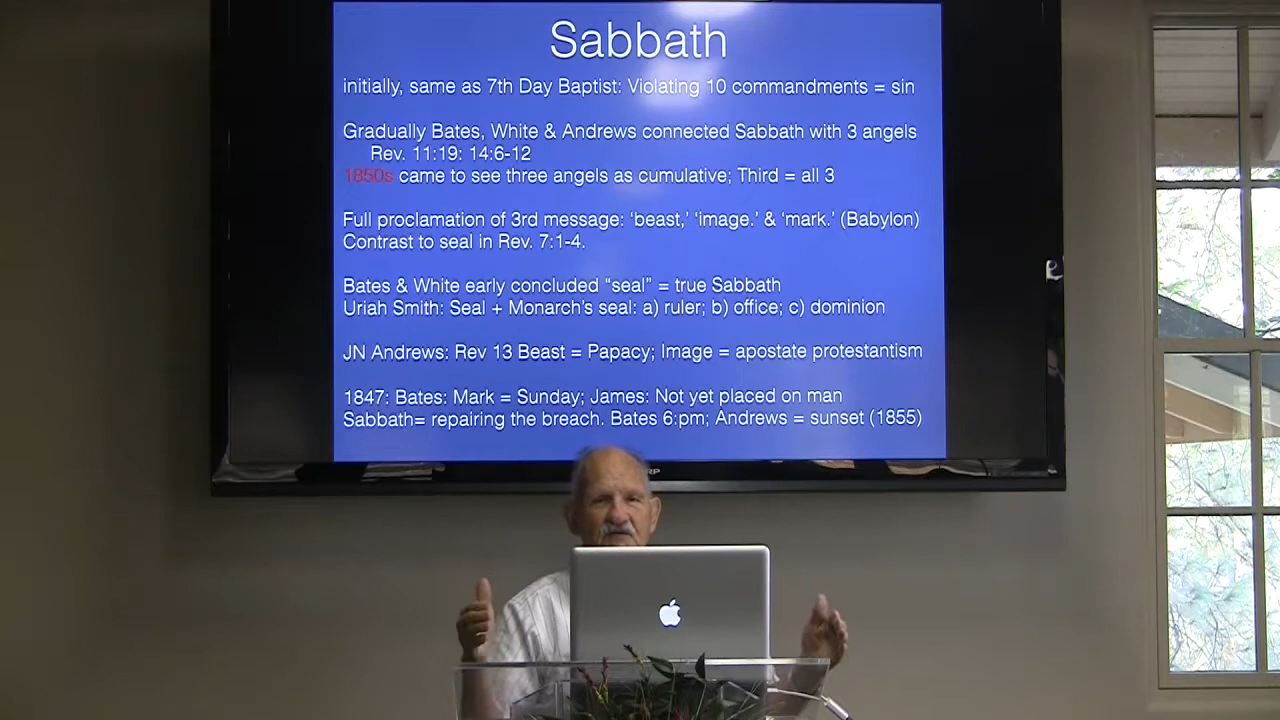 Sabbath
initially, same as 7th Day Baptist: Violating 10 commandments = sin
Gradually Bates, White & Andrews connected Sabbath with 3 angels
Rev. 11:19: 14:6-12
1850s came to see three angels as cumulative; Third = all 3
Full proclamation of 3rd message: ‘beast,’ ‘image.’ & ‘mark.’ (Babylon)
Contrast to seal in Rev. 7:1-4.
Bates & White early concluded “seal” = true Sabbath
Uriah Smith: Seal + Monarch’s seal: a) ruler; b) office; c) dominion
JN Andrews: Rev 13 Beast = Papacy; Image = apostate protestantism
1847: Bates: Mark = Sunday; James: Not yet placed on man
Sabbath= repairing the breach. Bates 6:pm; Andrews = sunset (1855)